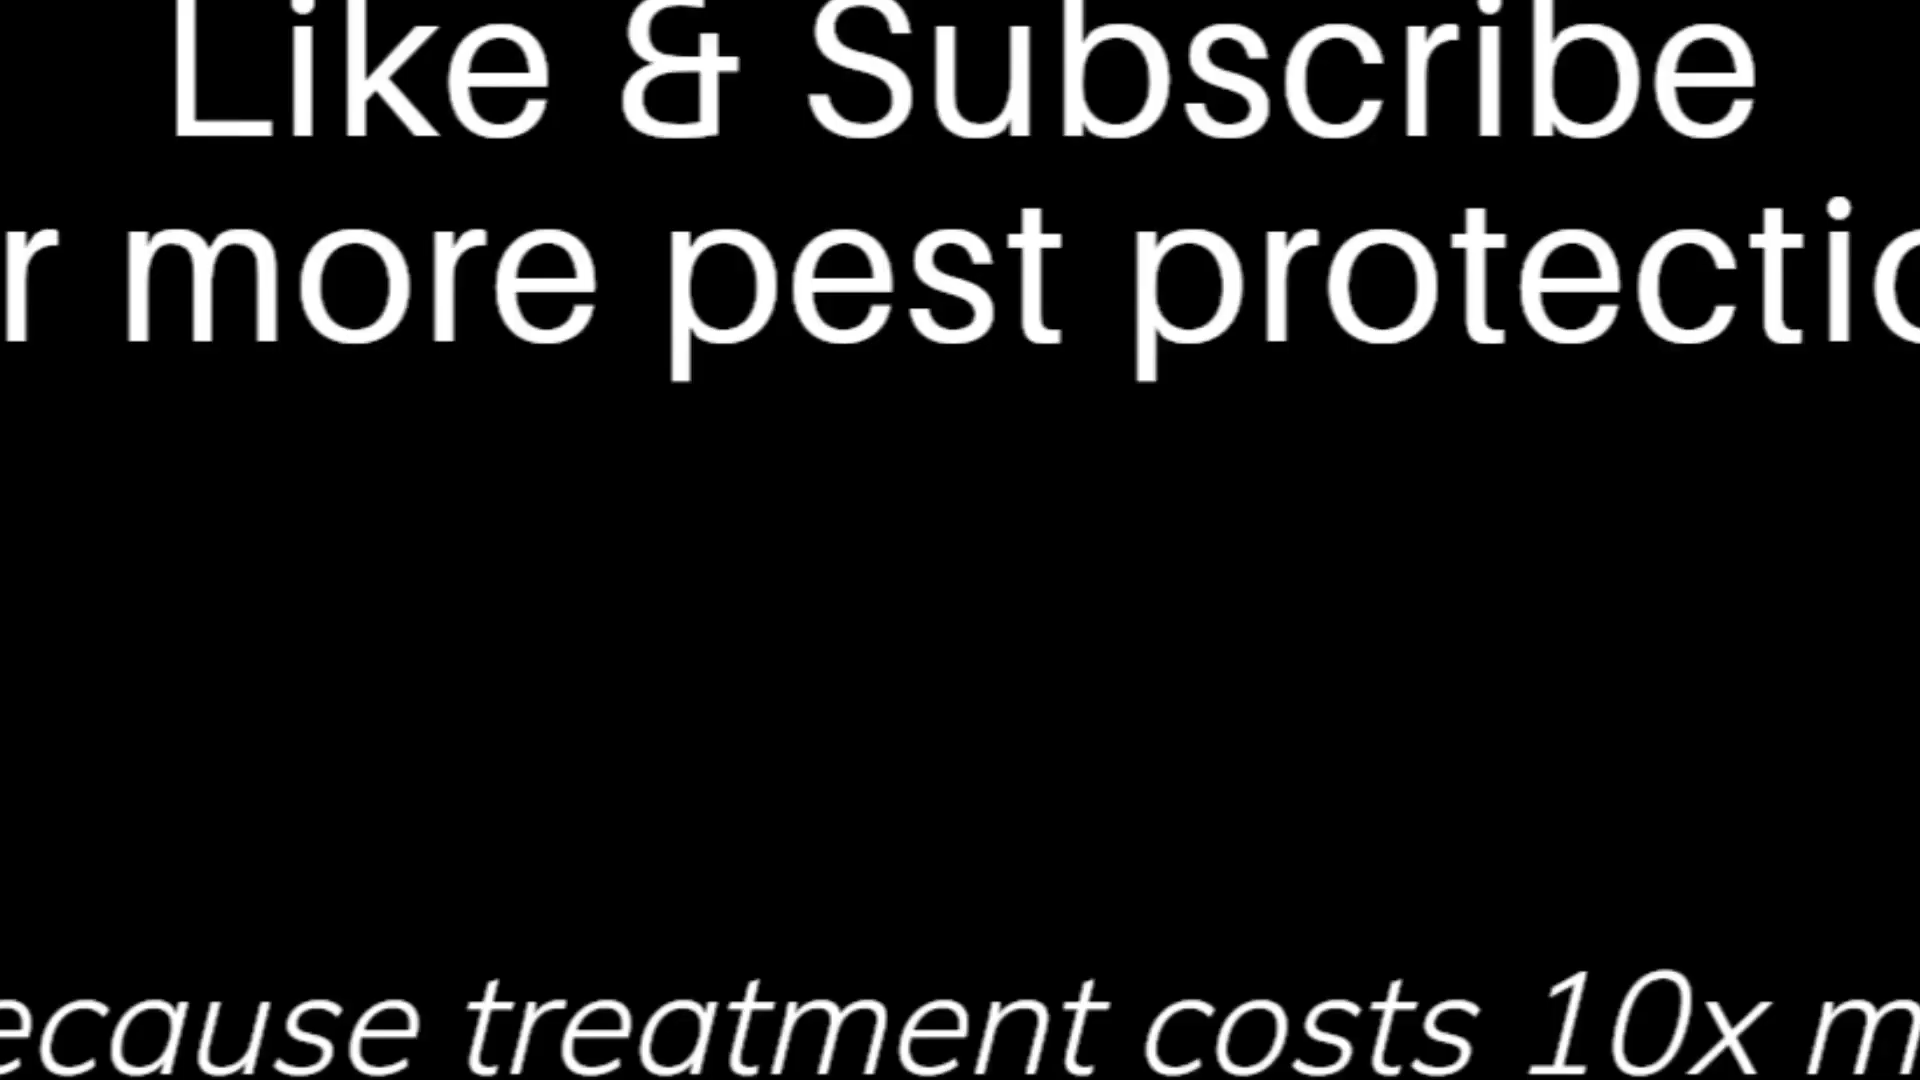 Like & Subscribe
r more pest protectio
ecause treatment costs 10x m